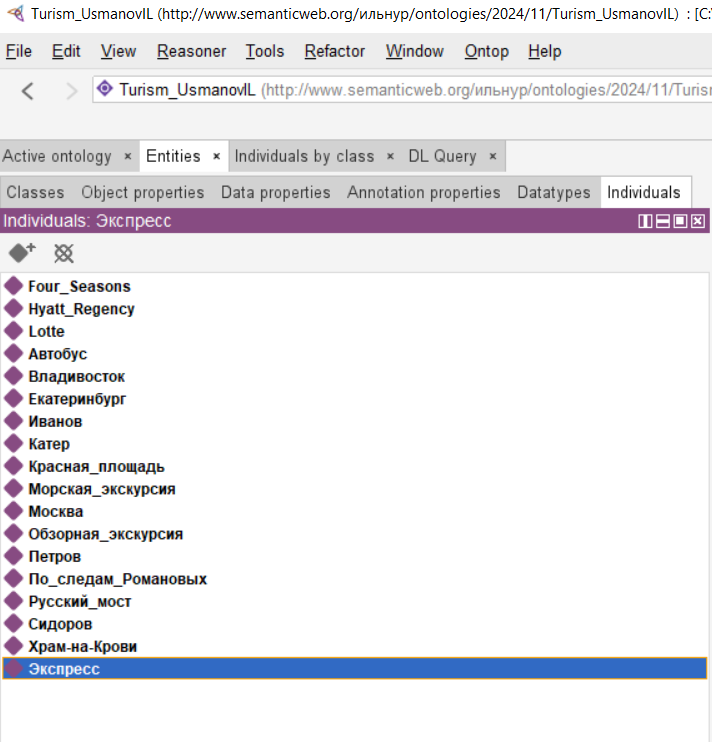 Turism_UsmanovIL (http://www.semanticweb.org/ильнур/ontologies/2024/11/Turism_UsmanovIL) : [C:\
File Edit View Reasoner Tools Refactor Window Ontop Help
Turism_UsmanovIL (http://www.semanticweb.org/ильнур/ontologies/2024/11/Turis
Active ontology × Entities × Individuals by class × DL Query ×
Classes Object properties Data properties Annotation properties Datatypes Individuals
Individuals: Экспресс
Four_Seasons
Hyatt_Regency
Lotte
Автобус
Владивосток
Екатеринбург
Иванов
Катер
Красная_площадь
Морская_экскурсия
Москва
Обзорная_экскурсия
Петров
По_следам_Романовых
Русский_мост
Сидоров
Храм-на-Крови
Экспресс